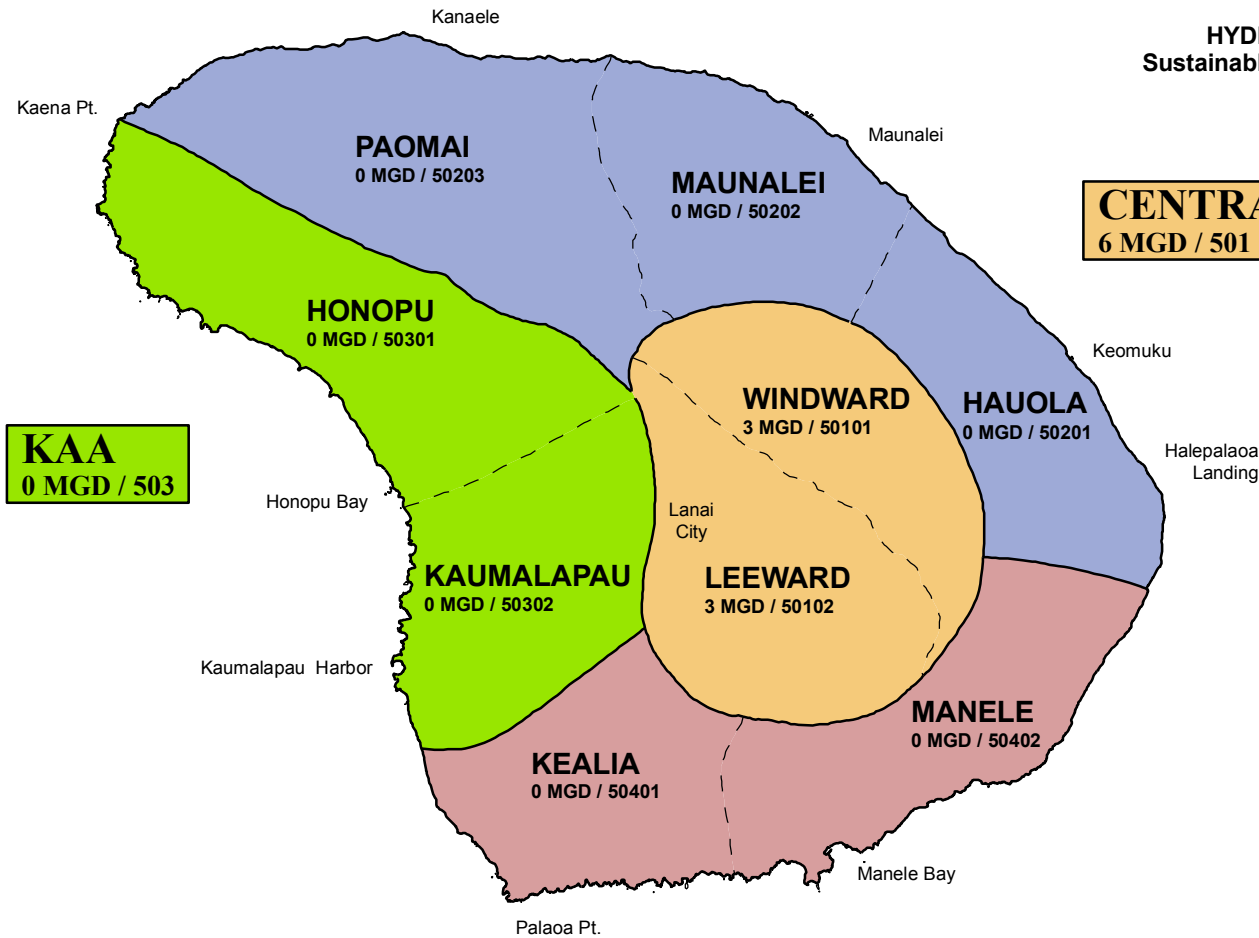 Kanaele
HYD
Sustainabl
Kaena Pt.
Maunalei
PAOMAI
0 MGD / 50203
MAUNALEI
0 MGD / 50202
CENTRA
6 MGD / 501
HONOPU
0 MGD / 50301
Keomuku
WINDWARD
3 MGD / 50101
HAUOLA
0 MGD / 50201
KAA
0 MGD / 503
Halepalaoa
Landing
Honopu Bay
Lanai
City
KAUMALAPAU
0 MGD / 50302
LEEWARD
3 MGD / 50102
Kaumalapau Harbor
MANELE
0 MGD / 50402
KEALIA
0 MGD / 50401
Manele Bay
Palaoa Pt.